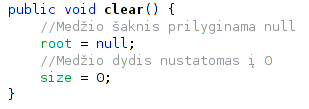 public void clear() {
//Medžio šaknis prilyginama null
root = null;
//Medžio dydis nustatomas į 0
size = 0;
}